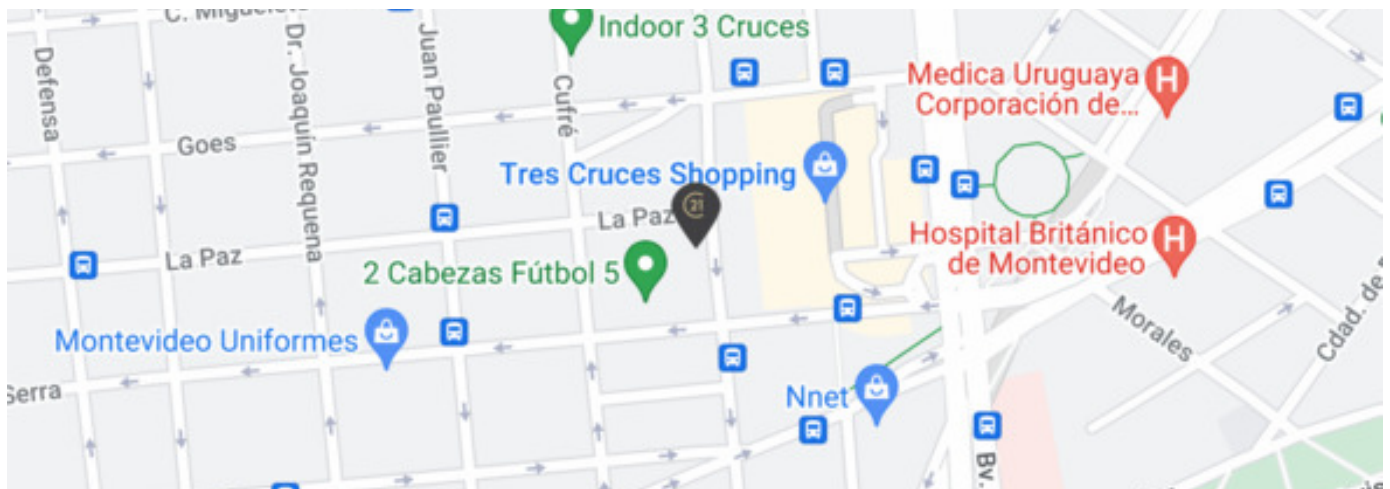 C. Miguelete
Indoor 3 Cruces
Defensa
Dr. Joaquín Requena
Juan Paullier
Cufré
Medica Uruguaya
Corporación de...
Goes
Tres Cruces Shopping
21
La Paz
La Paz
Hospital Británico
de Montevideo
2 Cabezas Fútbol 5
Montevideo Uniformes
Morales
Cdad. de
Serra
Nnet
Bv.